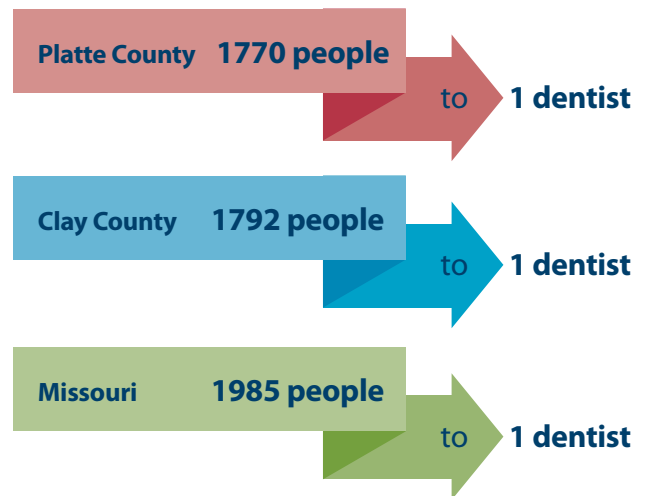 Platte County 1770 people to 1 dentist
Clay County 1792 people to 1 dentist
Missouri 1985 people to 1 dentist